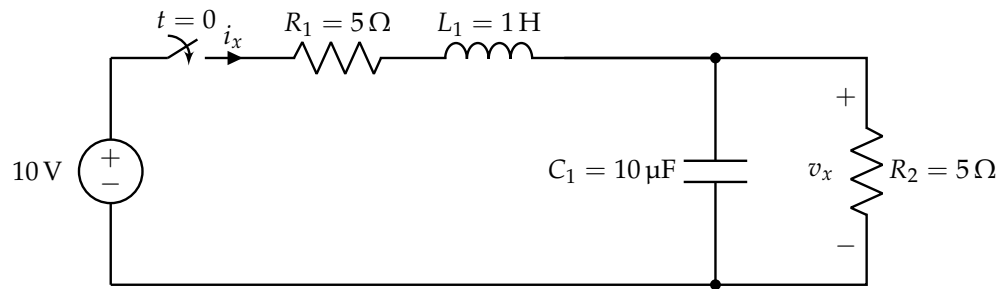 t = 0
i_x
R_1 = 5 Ω
L_1 = 1 H
10 V
+
−
C_1 = 10 μF
+
v_x
−
R_2 = 5 Ω